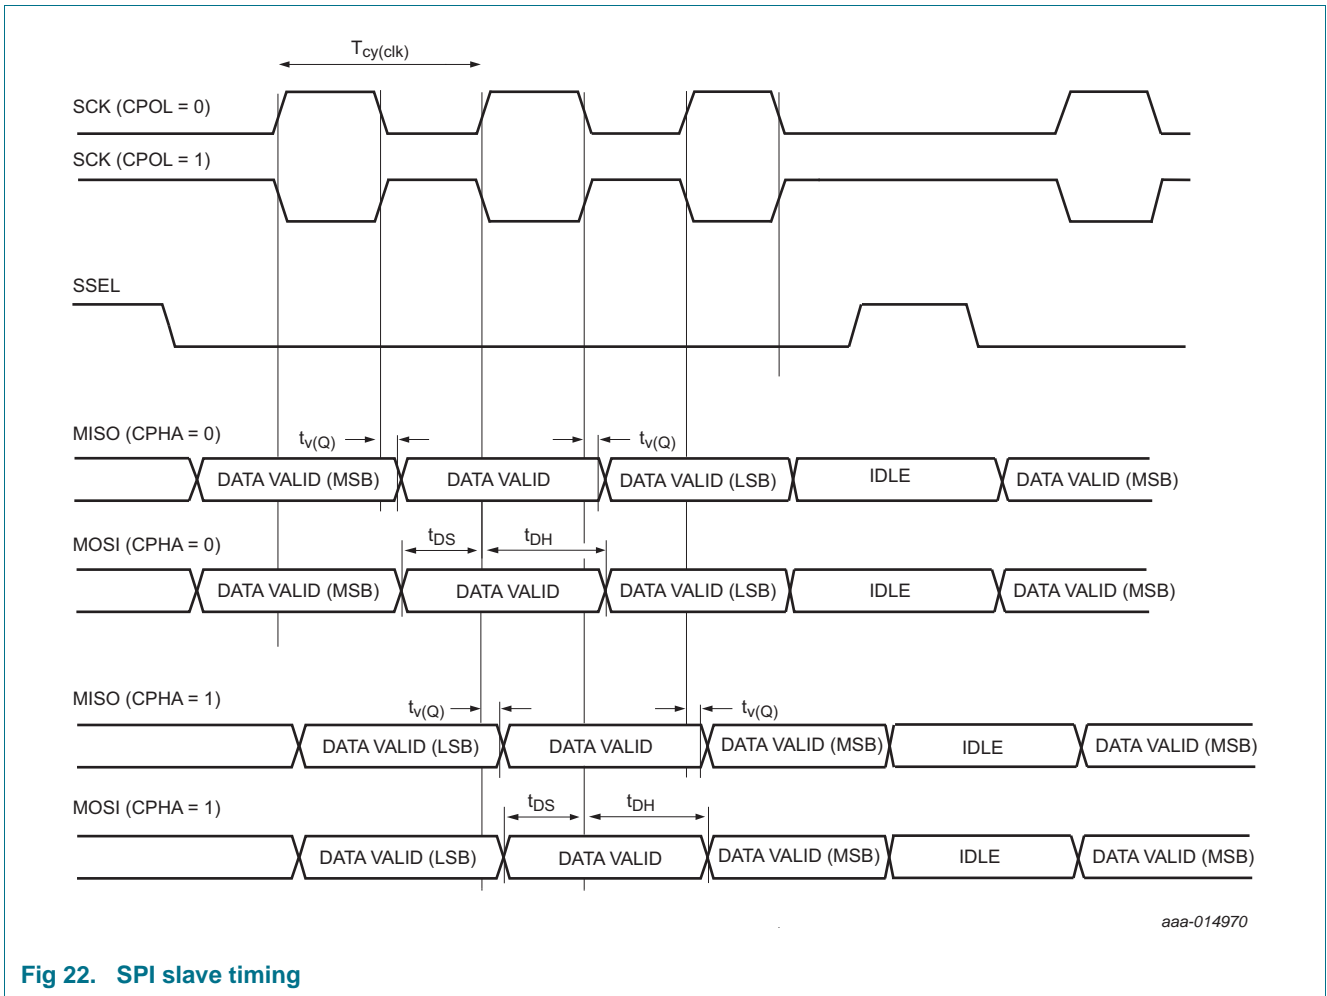 Tcy(clk)
SCK (CPOL = 0)
SCK (CPOL = 1)
SSEL
MISO (CPHA = 0)
tv(Q)
tv(Q)
DATA VALID (MSB)
DATA VALID
DATA VALID (LSB)
IDLE
DATA VALID (MSB)
MOSI (CPHA = 0)
tDS
tDH
DATA VALID (MSB)
DATA VALID
DATA VALID (LSB)
IDLE
DATA VALID (MSB)
MISO (CPHA = 1)
tv(Q)
tv(Q)
DATA VALID (LSB)
DATA VALID
DATA VALID (MSB)
IDLE
DATA VALID (MSB)
MOSI (CPHA = 1)
tDS
tDH
DATA VALID (LSB)
DATA VALID
DATA VALID (MSB)
IDLE
DATA VALID (MSB)
aaa-014970
Fig 22. SPI slave timing